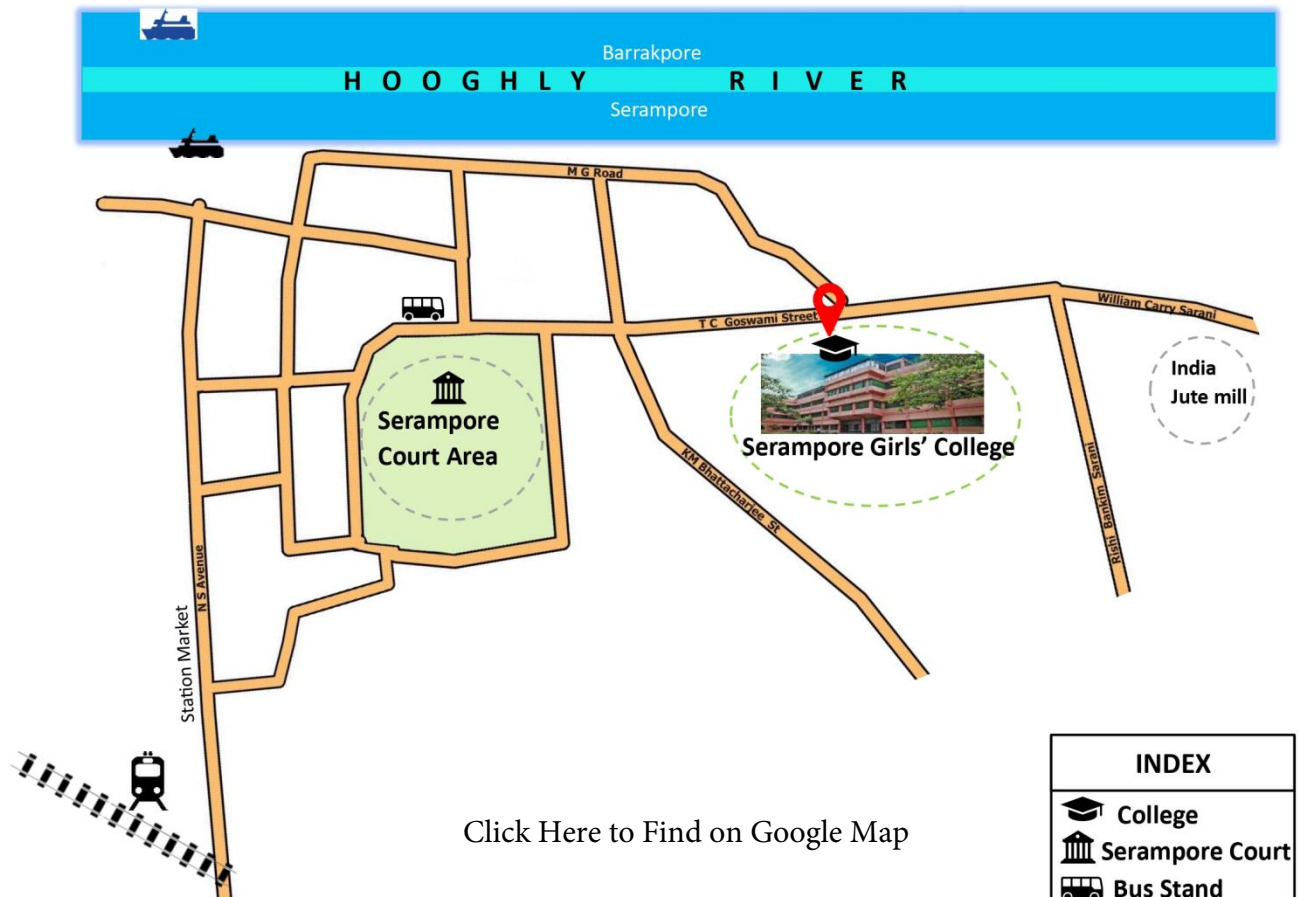 Barrakpore
HOOGHLY RIVER
Serampore
M G Road
William Carry Sarani
T C Goswami Street
India
Jute mill
Serampore
Court Area
Serampore Girls' College
KM Bhattacharjee St
Rishi Bankim Sarani
N S Avenue
Station Market
INDEX
College
Serampore Court
Bus Stand
Click Here to Find on Google Map